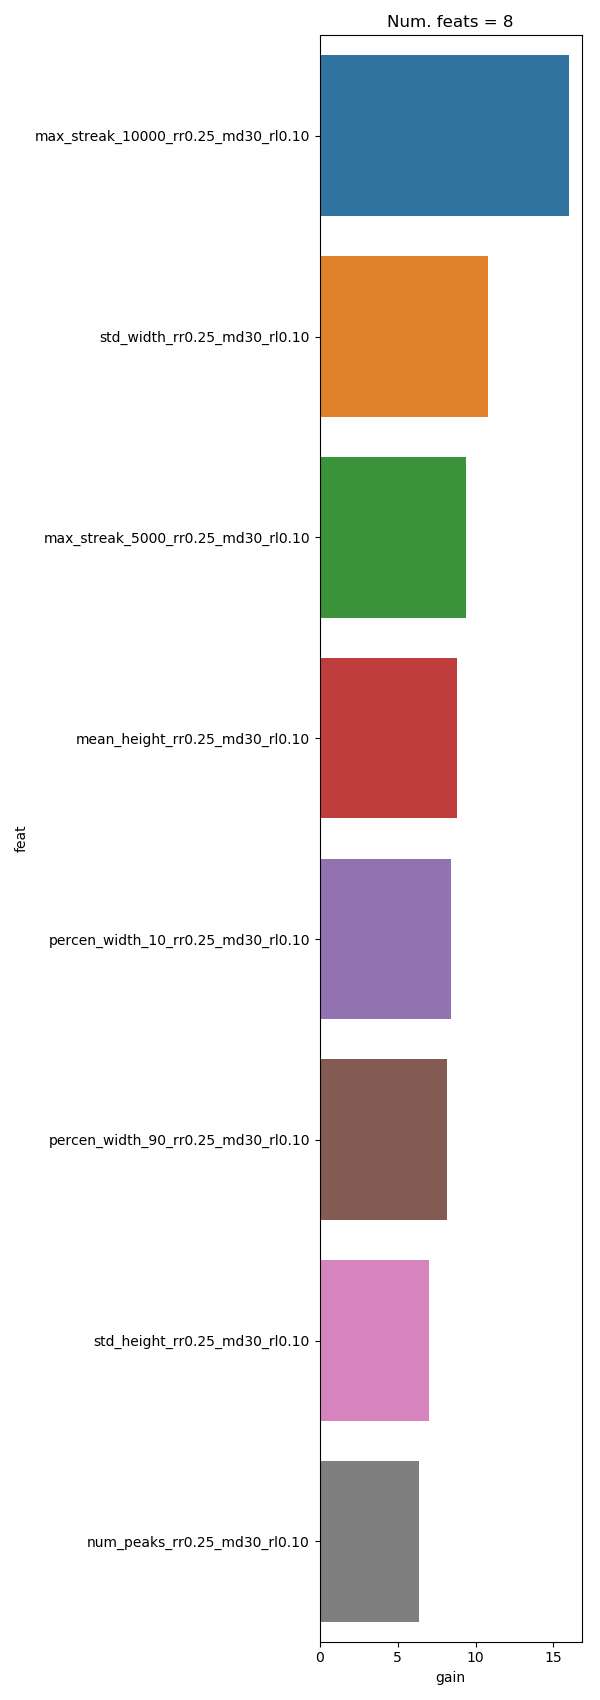 Num. feats = 8
max_streak_10000_rr0.25_md30_rl0.10
std_width_rr0.25_md30_rl0.10
max_streak_5000_rr0.25_md30_rl0.10
mean_height_rr0.25_md30_rl0.10
feat
percen_width_10_rr0.25_md30_rl0.10
percen_width_90_rr0.25_md30_rl0.10
std_height_rr0.25_md30_rl0.10
num_peaks_rr0.25_md30_rl0.10
0 5 10 15
gain